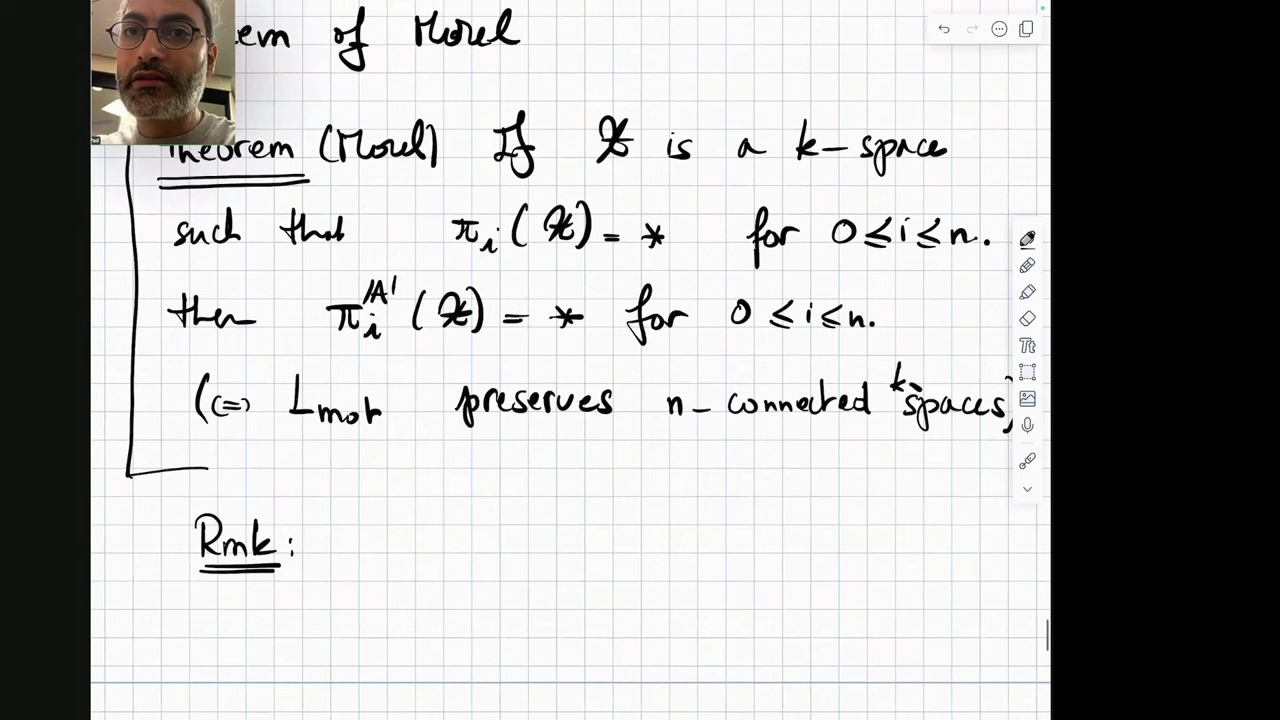 em of Morel
Theorem (Morel) If 𝒳 is a k-space
such that π_i(𝒳) = * for 0 ≤ i ≤ n.
then π_i^{𝔸¹}(𝒳) = * for 0 ≤ i ≤ n.
(⇔ L_mot preserves n-connected k-spaces)
Rmk:
Tt